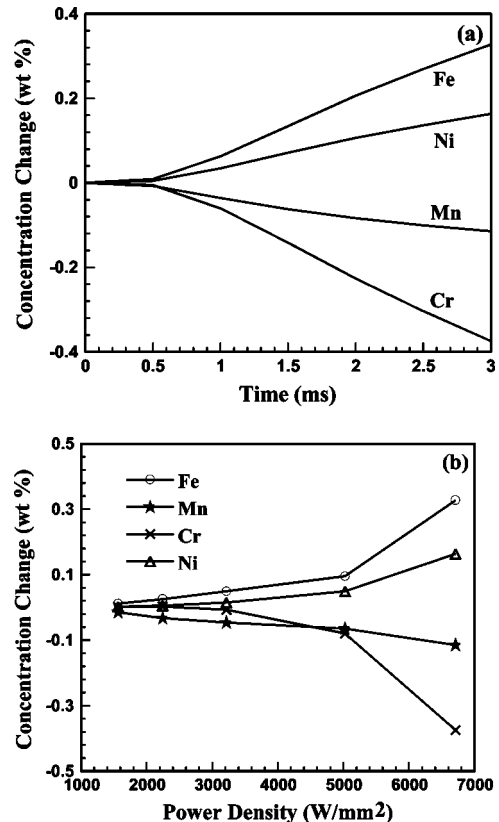 (a)
0.4
0.2
0
-0.2
-0.4
Concentration Change (wt %)
Fe
Ni
Mn
Cr
0 0.5 1 1.5 2 2.5 3
Time (ms)
(b)
0.5
0.3
0.1
-0.1
-0.3
-0.5
Concentration Change (wt %)
Fe
Mn
Cr
Ni
1000 2000 3000 4000 5000 6000 7000
Power Density (W/mm2)